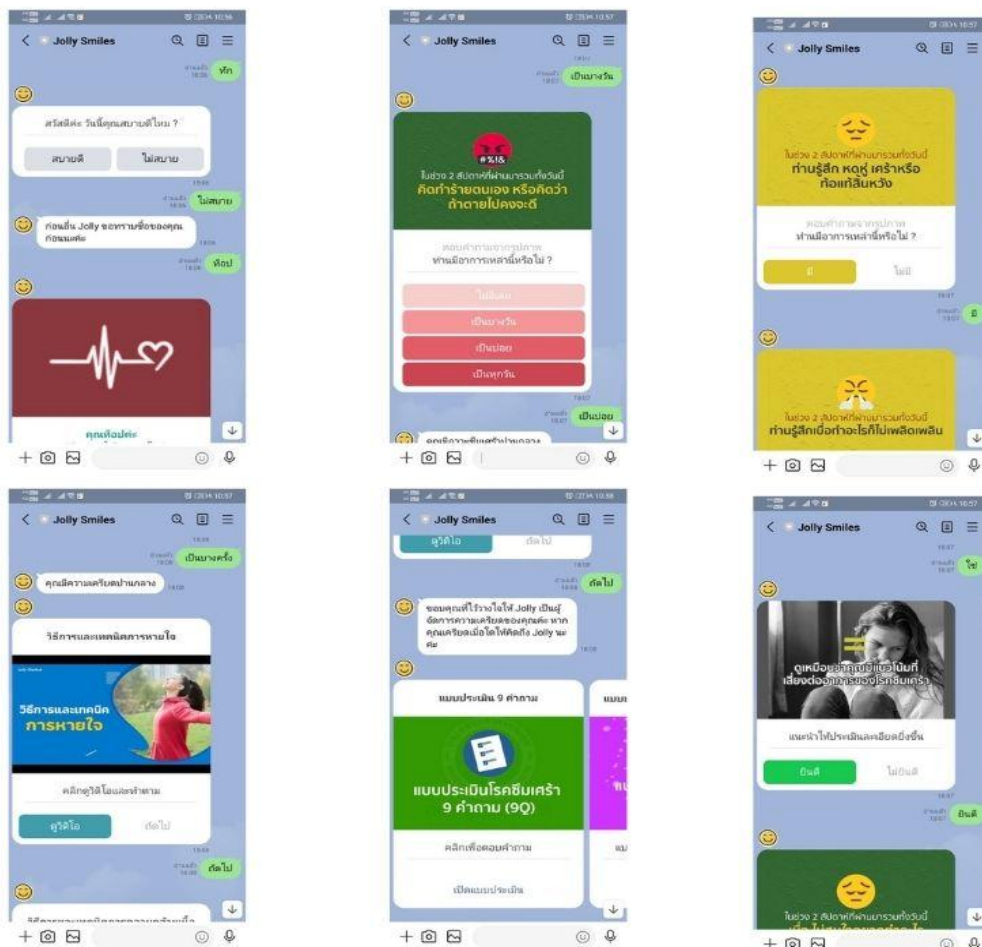 10:56
Jolly Smiles
ทัก
สวัสดีค่ะ วันนี้คุณสบายดีไหม ?
สบายดี
ไม่สบาย
ไม่สบาย
ก่อนอื่น Jolly ขอทราบชื่อของคุณ
ก่อนนะค่ะ
ท้อป
คุณท้อปค่ะ
10:57
Jolly Smiles
เป็นบางวัน
#%!&
ในช่วง 2 สัปดาห์ที่ผ่านมารวมทั้งวันนี้
คิดทำร้ายตนเอง หรือคิดว่า
ถ้าตายไปคงจะดี
ตอบคำถามจากรูปภาพ
ท่านมีอาการเหล่านี้หรือไม่ ?
ไม่มีเลย
เป็นบางวัน
เป็นบ่อย
เป็นทุกวัน
เป็นบ่อย
10:57
Jolly Smiles
ในช่วง 2 สัปดาห์ที่ผ่านมารวมทั้งวันนี้
ท่านรู้สึก หดหู่ เศร้าหรือ
ท้อแท้สิ้นหวัง
ตอบคำถามจากรูปภาพ
ท่านมีอาการเหล่านี้หรือไม่ ?
มี
ไม่มี
มี
ในช่วง 2 สัปดาห์ที่ผ่านมารวมทั้งวันนี้
ท่านรู้สึกเบื่อทำอะไรก็ไม่เพลิดเพลิน
10:57
Jolly Smiles
เป็นบางครั้ง
คุณมีความเครียดปานกลาง
วิธีการและเทคนิคการหายใจ
วิธีการและเทคนิค
การหายใจ
คลิกดูวิดีโอและทำตาม
ดูวิดีโอ
ถัดไป
ถัดไป
10:58
Jolly Smiles
ดูวิดีโอ
ถัดไป
ถัดไป
ขอบคุณที่ไว้วางใจให้ Jolly เป็นผู้
จัดการความเครียดของคุณค่ะ หาก
คุณเครียดเมื่อใดให้คิดถึง Jolly นะ
ค่ะ
แบบประเมิน 9 คำถาม
แบบประเมินโรคซึมเศร้า
9 คำถาม (9Q)
คลิกเพื่อตอบคำถาม
เปิดแบบประเมิน
10:57
Jolly Smiles
ใช่
ดูเหมือนว่าคุณมีแนวโน้มที่
เสี่ยงต่ออาการของโรคซึมเศร้า
แนะนำให้ประเมินละเอียดยิ่งขึ้น
ยินดี
ไม่ยินดี
ยินดี
ในช่วง 2 สัปดาห์ที่ผ่านมารวมทั้งวันนี้